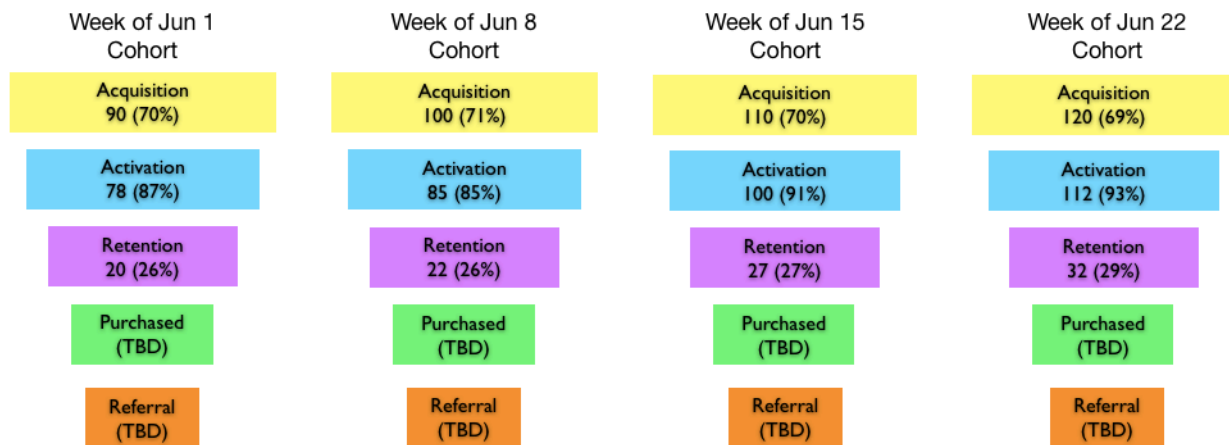 Week of Jun 1
Cohort
Acquisition
90 (70%)
Activation
78 (87%)
Retention
20 (26%)
Purchased
(TBD)
Referral
(TBD)
Week of Jun 8
Cohort
Acquisition
100 (71%)
Activation
85 (85%)
Retention
22 (26%)
Purchased
(TBD)
Referral
(TBD)
Week of Jun 15
Cohort
Acquisition
110 (70%)
Activation
100 (91%)
Retention
27 (27%)
Purchased
(TBD)
Referral
(TBD)
Week of Jun 22
Cohort
Acquisition
120 (69%)
Activation
112 (93%)
Retention
32 (29%)
Purchased
(TBD)
Referral
(TBD)